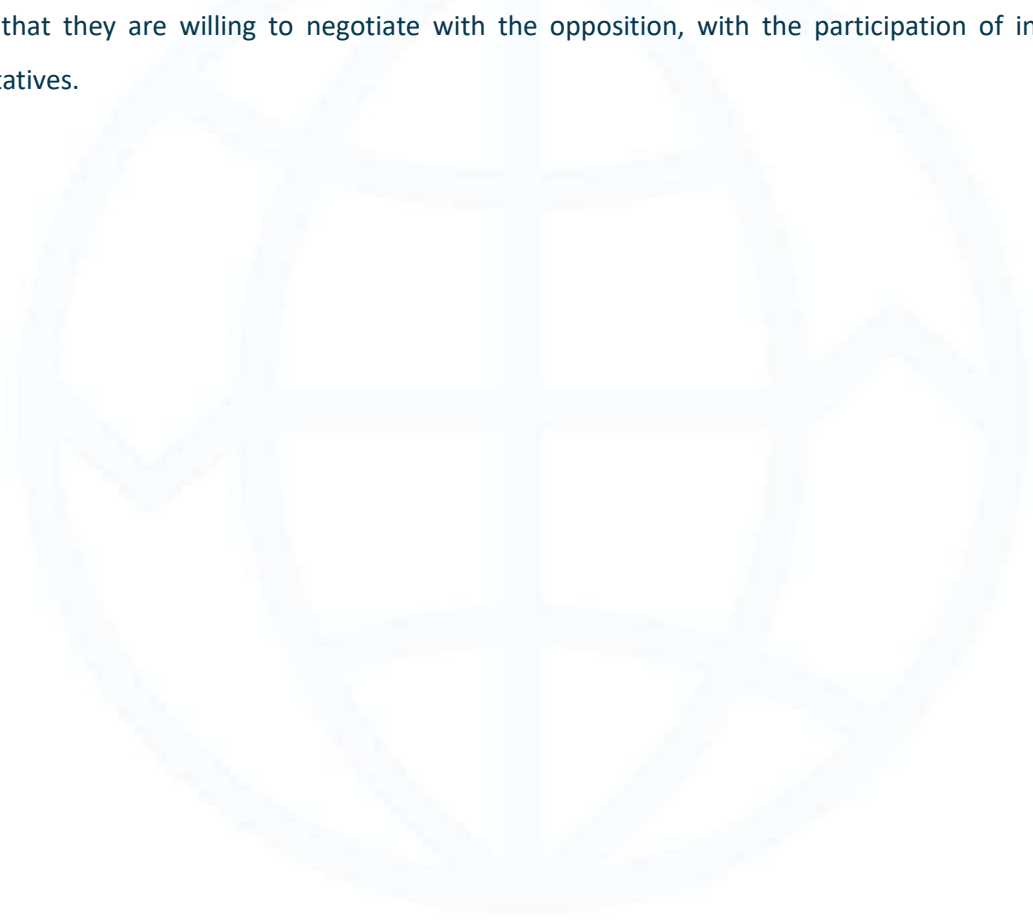 that they are willing to negotiate with the opposition, with the participation of in
tatives.